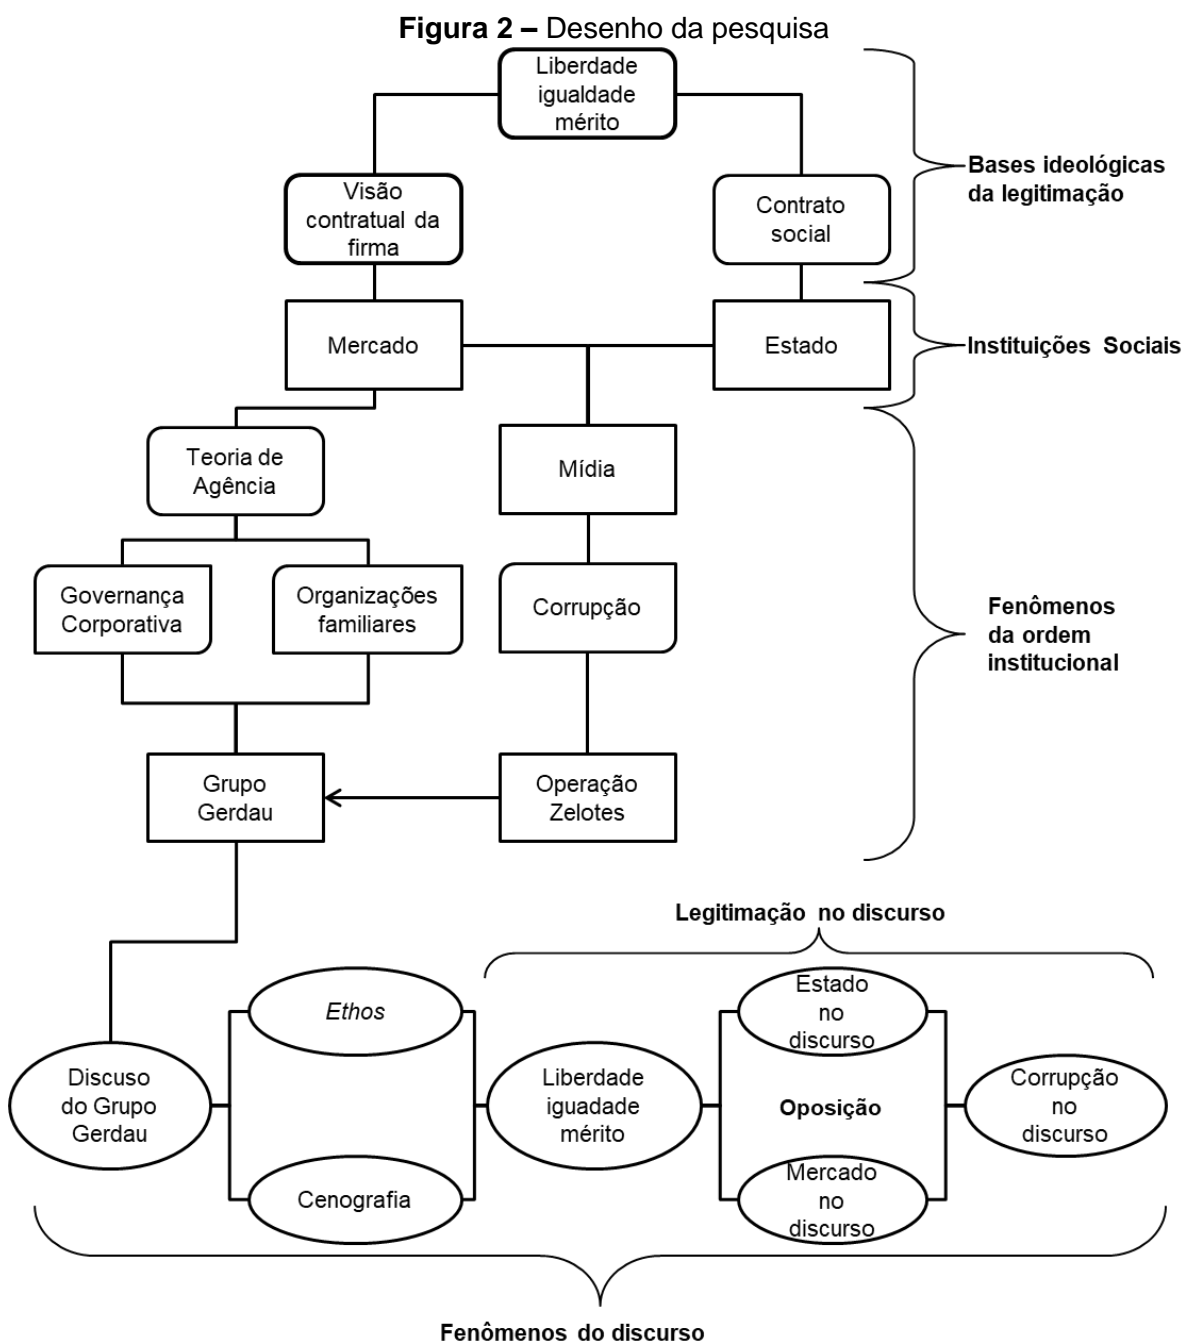 Figura 2 – Desenho da pesquisa
Liberdade
igualdade
mérito
Visão
contratual da
firma
Contrato
social
Bases ideológicas
da legitimação
Mercado
Estado
Instituições Sociais
Teoria de
Agência
Mídia
Governança
Corporativa
Organizações
familiares
Corrupção
Fenômenos
da ordem
institucional
Grupo
Gerdau
Operação
Zelotes
Legitimação no discurso
Ethos
Estado
no
discurso
Discuso
do Grupo
Gerdau
Liberdade
iguadade
mérito
Oposição
Corrupção
no
discurso
Cenografia
Mercado
no
discurso
Fenômenos do discurso